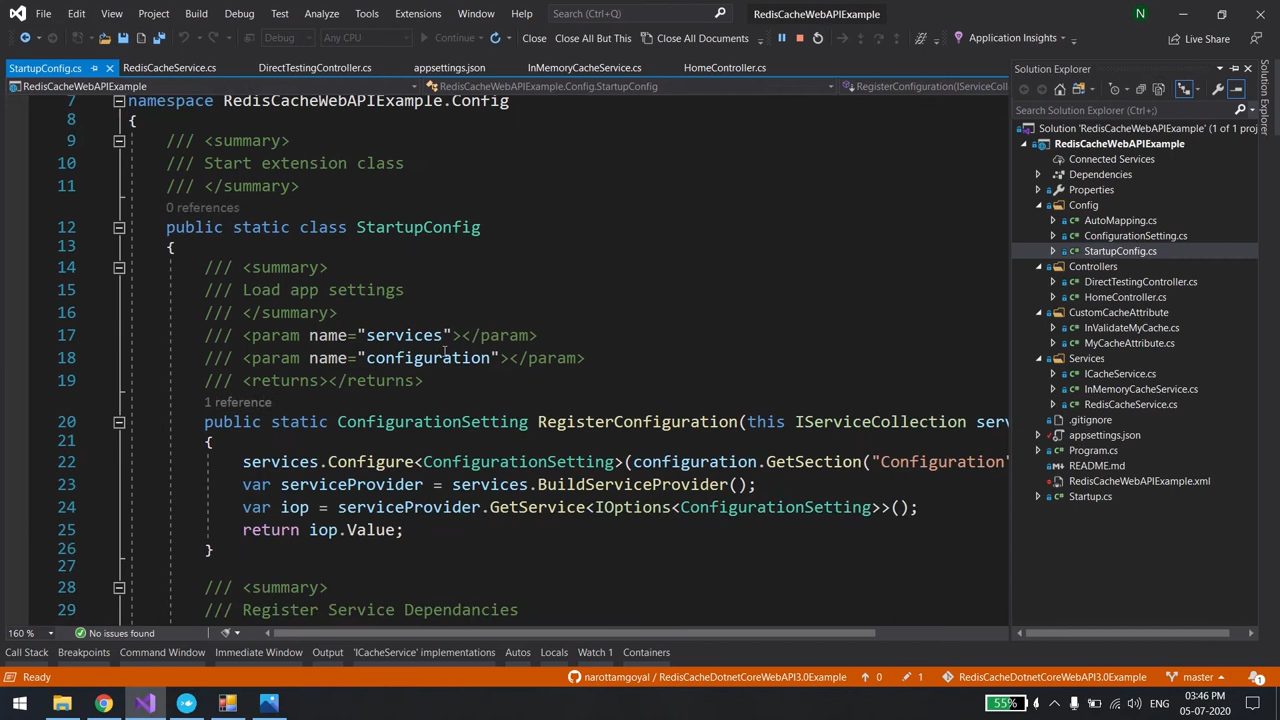 File Edit View Project Build Debug Test Analyze Tools Extensions Window Help Search (Ctrl+Q) RedisCacheWebAPIExample N
Debug Any CPU Continue Close Close All But This Close All Documents Application Insights Live Share
StartupConfig.cs RedisCacheService.cs DirectTestingController.cs appsettings.json InMemoryCacheService.cs HomeController.cs
RedisCacheWebAPIExample RedisCacheWebAPIExample.Config.StartupConfig RegisterConfiguration(IServiceColl
7 namespace RedisCacheWebAPIExample.Config
8 {
9 /// <summary>
10 /// Start extension class
11 /// </summary>
0 references
12 public static class StartupConfig
13 {
14 /// <summary>
15 /// Load app settings
16 /// </summary>
17 /// <param name="services"></param>
18 /// <param name="configuration"></param>
19 /// <returns></returns>
1 reference
20 public static ConfigurationSetting RegisterConfiguration(this IServiceCollection serv
21 {
22 services.Configure<ConfigurationSetting>(configuration.GetSection("Configuration"
23 var serviceProvider = services.BuildServiceProvider();
24 var iop = serviceProvider.GetService<IOptions<ConfigurationSetting>>();
25 return iop.Value;
26 }
27
28 /// <summary>
29 /// Register Service Dependancies
160 % No issues found
Solution Explorer
Search Solution Explorer (Ctrl+;)
Solution 'RedisCacheWebAPIExample' (1 of 1 proj
RedisCacheWebAPIExample
Connected Services
Dependencies
Properties
Config
AutoMapping.cs
ConfigurationSetting.cs
StartupConfig.cs
Controllers
DirectTestingController.cs
HomeController.cs
CustomCacheAttribute
InValidateMyCache.cs
MyCacheAttribute.cs
Services
ICacheService.cs
InMemoryCacheService.cs
RedisCacheService.cs
.gitignore
appsettings.json
Program.cs
README.md
RedisCacheWebAPIExample.xml
Startup.cs
Solution Explorer
Toolbox
Call Stack Breakpoints Command Window Immediate Window Output 'ICacheService' implementations Autos Locals Watch 1 Containers
Ready narottamgoyal / RedisCacheDotnetCoreWebAPI3.0Example 0 1 RedisCacheDotnetCoreWebAPI3.0Example master 1
55% ENG 03:46 PM
05-07-2020